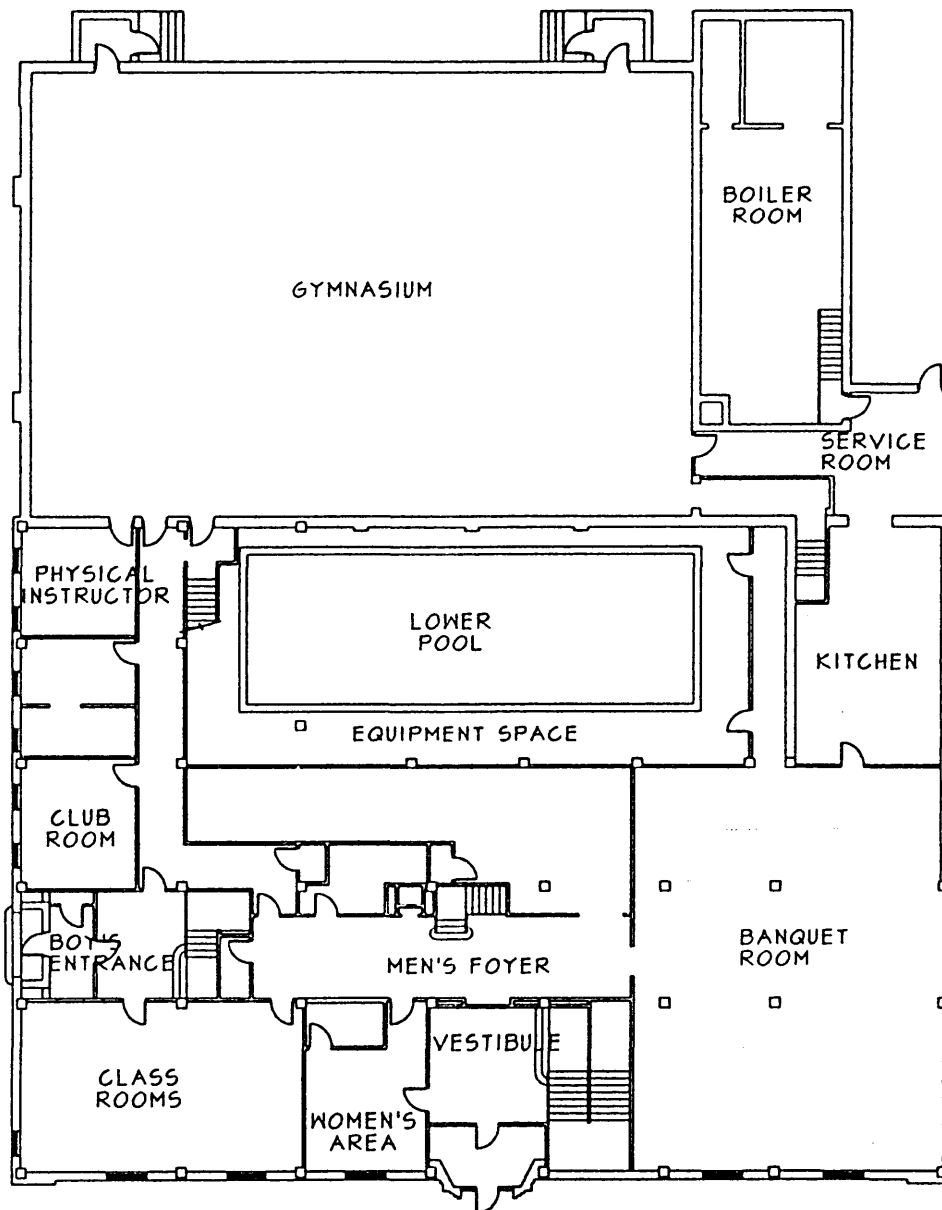 BOILER
ROOM
GYMNASIUM
SERVICE
ROOM
PHYSICAL
INSTRUCTOR
LOWER
POOL
KITCHEN
EQUIPMENT SPACE
CLUB
ROOM
BOY'S
ENTRANCE
MEN'S FOYER
BANQUET
ROOM
VESTIBULE
CLASS
ROOMS
WOMEN'S
AREA